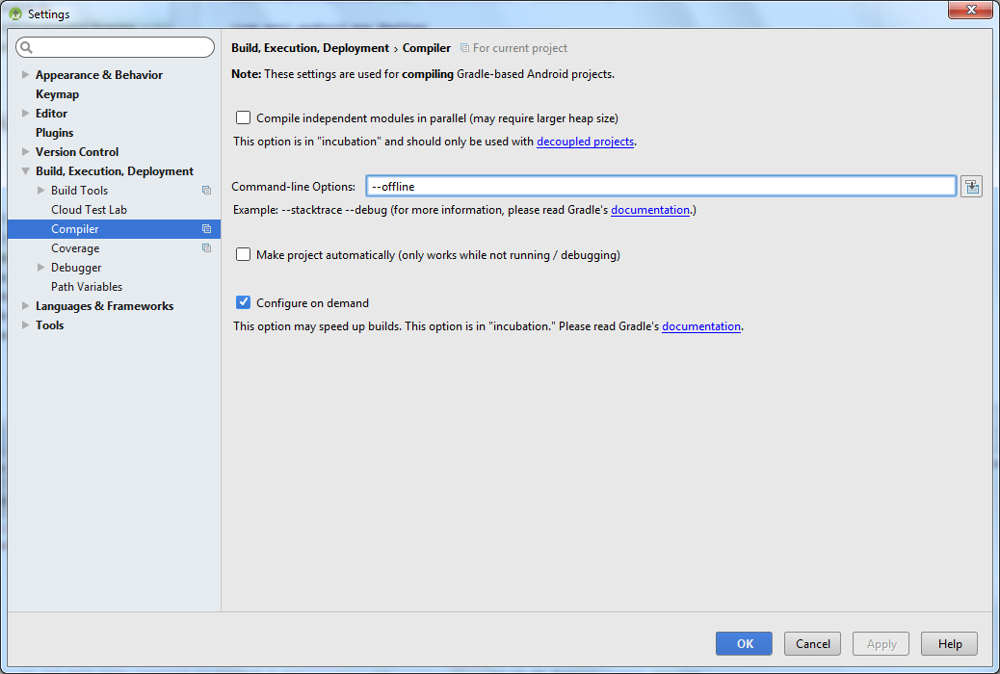 Settings
Appearance & Behavior
Keymap
Editor
Plugins
Version Control
Build, Execution, Deployment
Build Tools
Cloud Test Lab
Compiler
Coverage
Debugger
Path Variables
Languages & Frameworks
Tools
Build, Execution, Deployment › Compiler For current project
Note: These settings are used for compiling Gradle-based Android projects.
Compile independent modules in parallel (may require larger heap size)
This option is in "incubation" and should only be used with decoupled projects.
Command-line Options: --offline
Example: --stacktrace --debug (for more information, please read Gradle's documentation.)
Make project automatically (only works while not running / debugging)
Configure on demand
This option may speed up builds. This option is in "incubation." Please read Gradle's documentation.
OK Cancel Apply Help